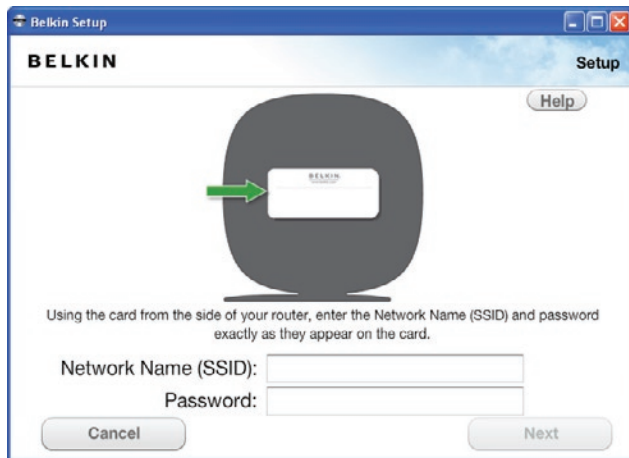 Belkin Setup
BELKIN
Setup
Help
BELKIN
Using the card from the side of your router, enter the Network Name (SSID) and password
exactly as they appear on the card.
Network Name (SSID):
Password:
Cancel
Next